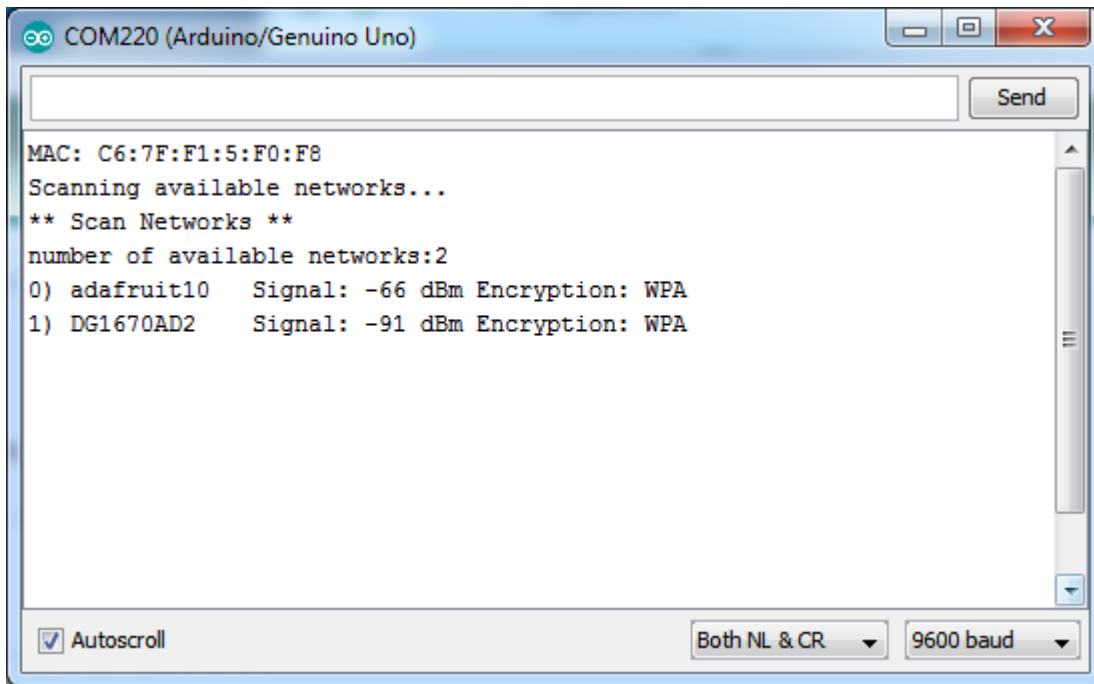 COM220 (Arduino/Genuino Uno)
Send
MAC: C6:7F:F1:5:F0:F8
Scanning available networks...
** Scan Networks **
number of available networks:2
0) adafruit10   Signal: -66 dBm Encryption: WPA
1) DG1670AD2    Signal: -91 dBm Encryption: WPA
Autoscroll Both NL & CR 9600 baud